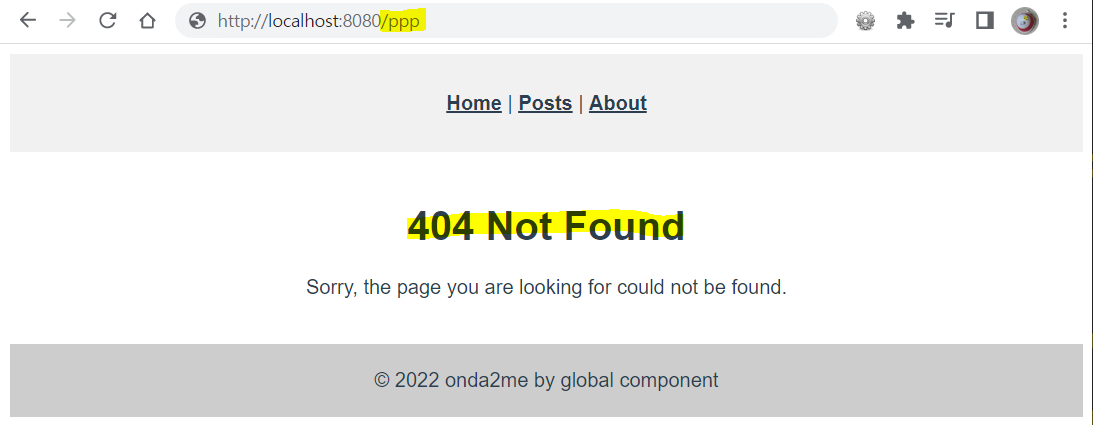 http://localhost:8080/ppp
Home | Posts | About
404 Not Found
Sorry, the page you are looking for could not be found.
© 2022 onda2me by global component